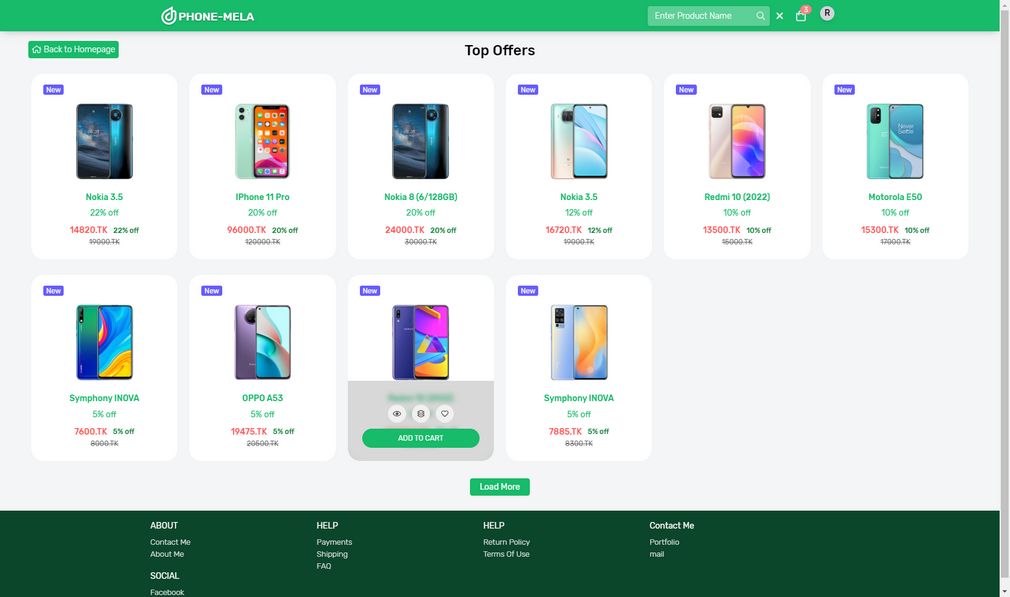 PHONE-MELA
Enter Product Name
3
R
Back to Homepage
Top Offers
New
New
New
New
New
New
Nokia 3.5
IPhone 11 Pro
Nokia 8 (6/128GB)
Nokia 3.5
Redmi 10 (2022)
Motorola E50
22% off
20% off
20% off
12% off
10% off
10% off
14820.TK 22% off
96000.TK 20% off
24000.TK 20% off
16720.TK 12% off
13500.TK 10% off
15300.TK 10% off
19000.TK
120000.TK
30000.TK
19000.TK
15000.TK
17000.TK
New
New
New
New
Symphony INOVA
OPPO A53
Symphony INOVA
5% off
5% off
5% off
7600.TK 5% off
19475.TK 5% off
ADD TO CART
7885.TK 5% off
8000.TK
20500.TK
8300.TK
Load More
ABOUT
Contact Me
About Me
SOCIAL
Facebook
HELP
Payments
Shipping
FAQ
HELP
Return Policy
Terms Of Use
Contact Me
Portfolio
mail